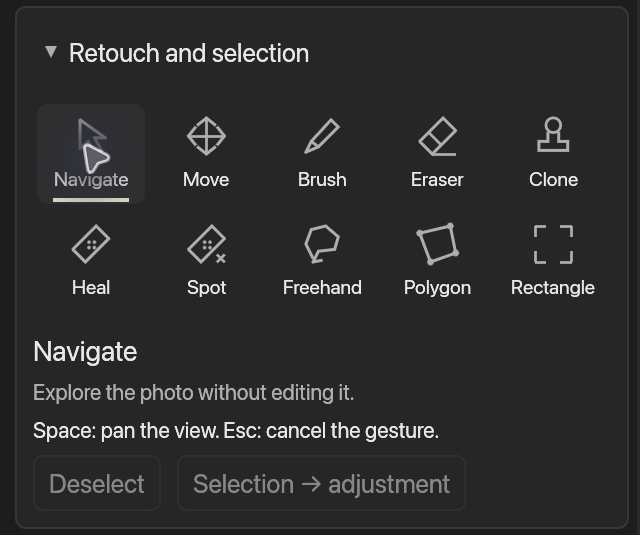 Retouch and selection
Navigate Move Brush Eraser Clone
Heal Spot Freehand Polygon Rectangle
Navigate
Explore the photo without editing it.
Space: pan the view. Esc: cancel the gesture.
Deselect Selection → adjustment